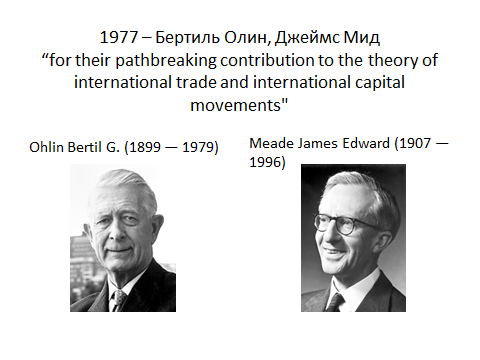 1977 – Бертиль Олин, Джеймс Мид
“for their pathbreaking contribution to the theory of
international trade and international capital
movements"
Ohlin Bertil G. (1899 — 1979)
Meade James Edward (1907 —
1996)